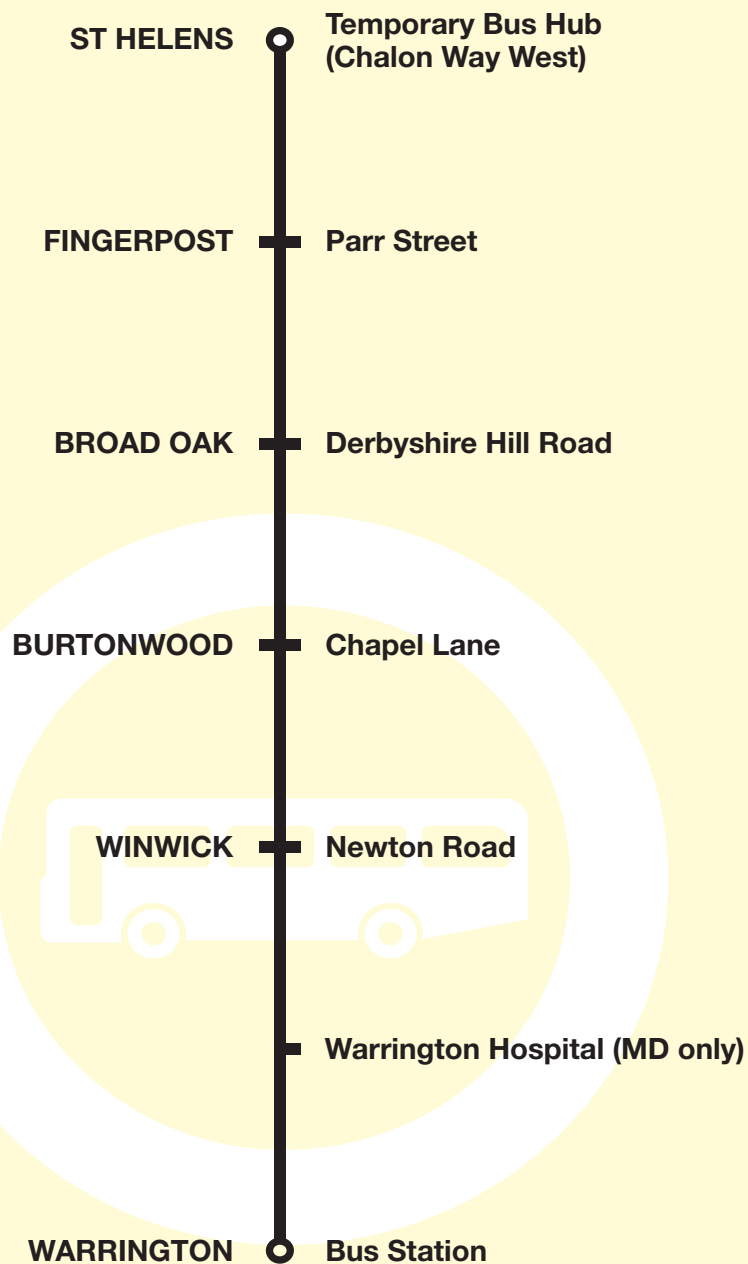 ST HELENS
Temporary Bus Hub
(Chalon Way West)
FINGERPOST
Parr Street
BROAD OAK
Derbyshire Hill Road
BURTONWOOD
Chapel Lane
WINWICK
Newton Road
Warrington Hospital (MD only)
WARRINGTON
Bus Station